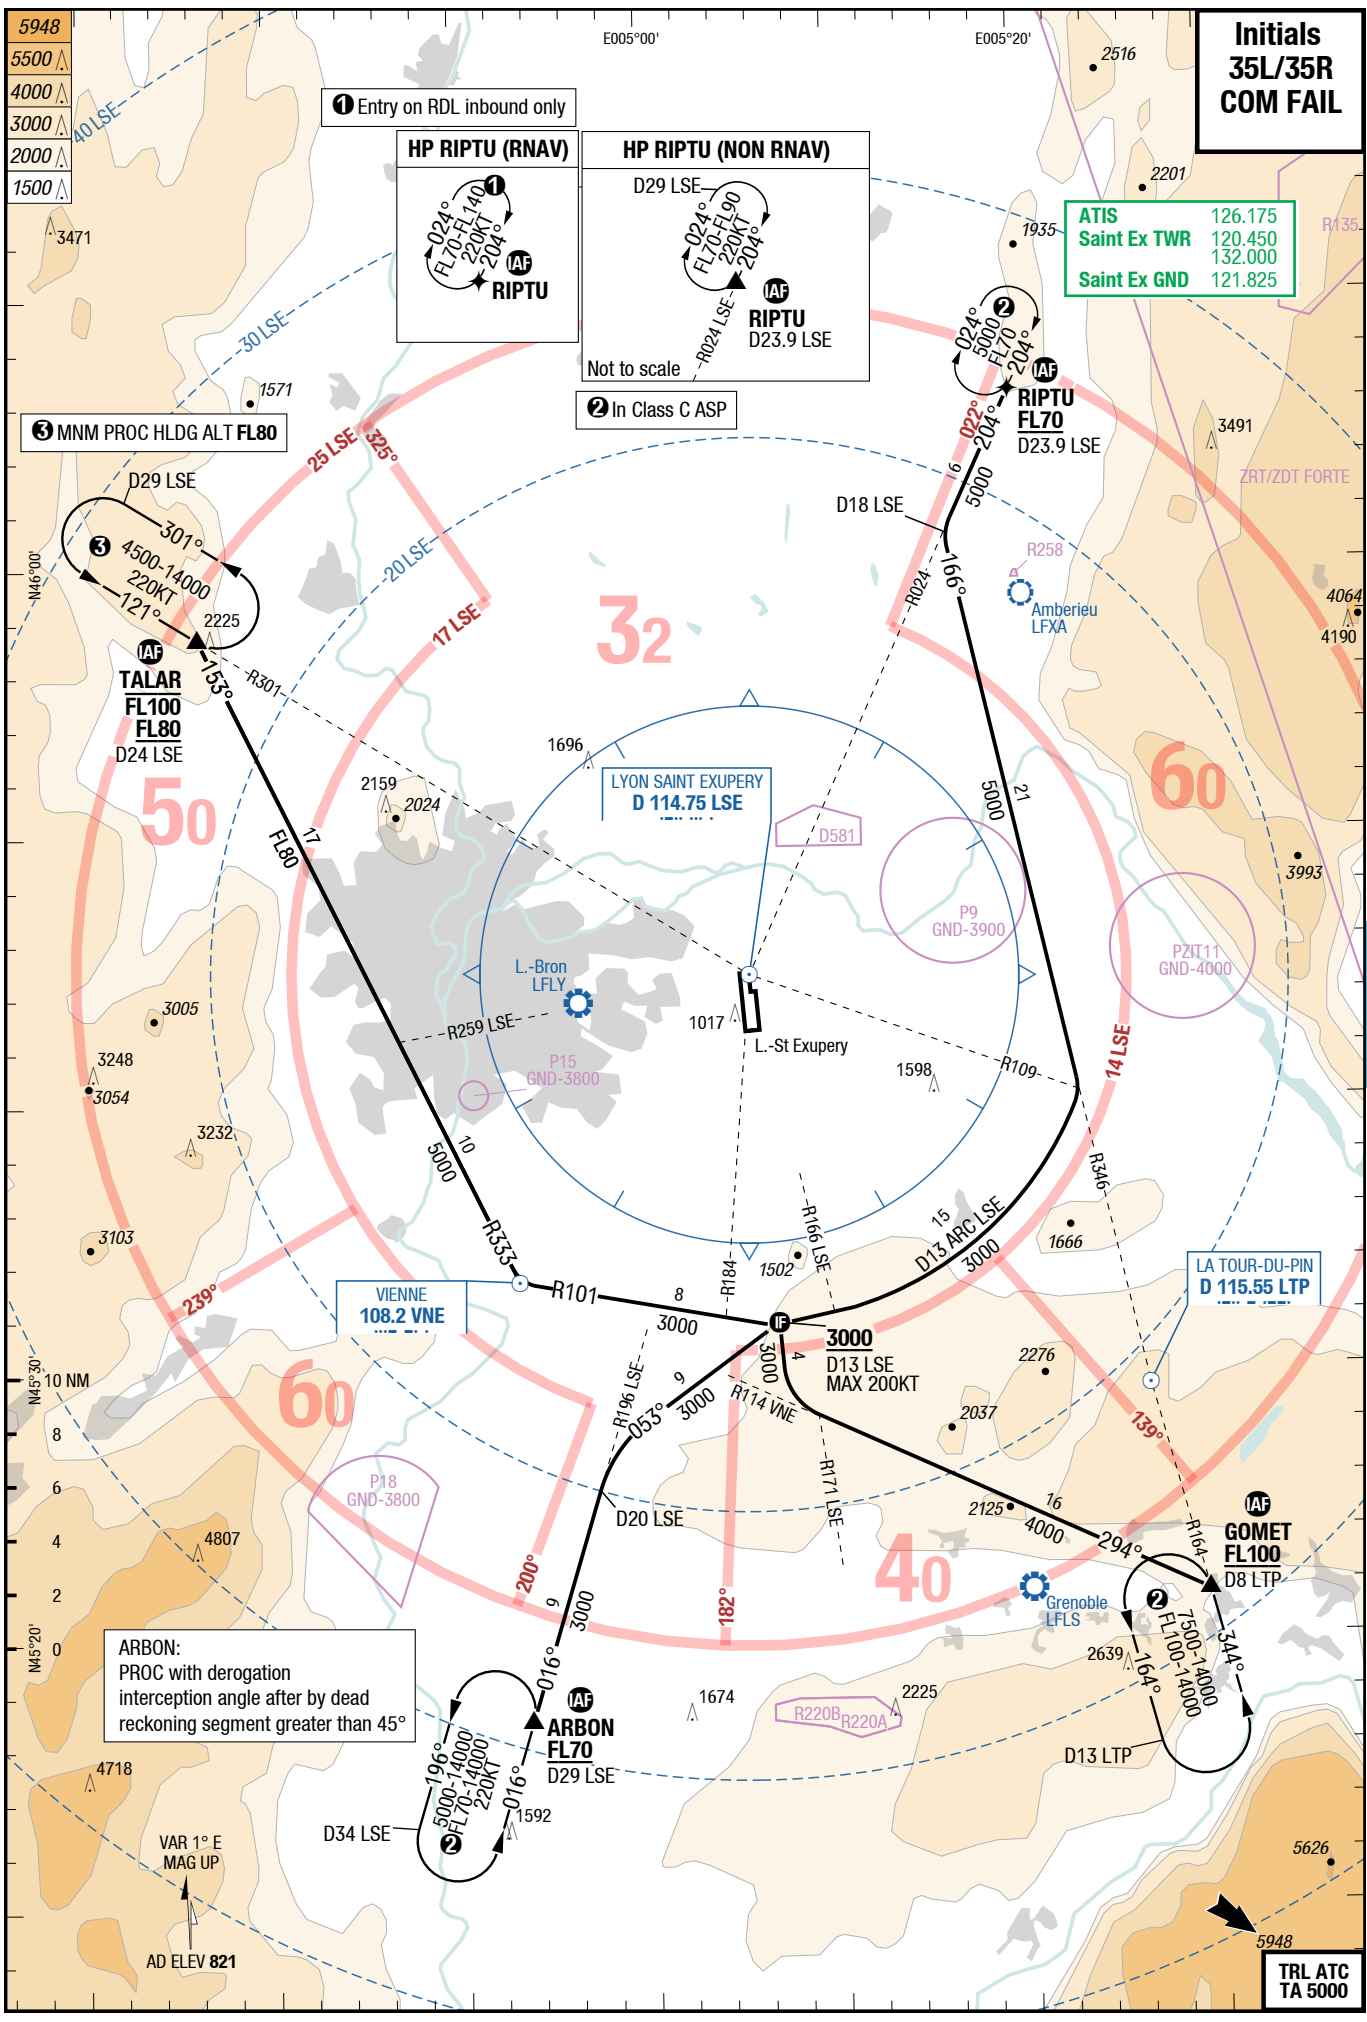 5948
5500
4000
3000
2000
1500
E005°00'
E005°20'
Initials
35L/35R
COM FAIL
❶ Entry on RDL inbound only
HP RIPTU (RNAV)
❶
024°
FL70-FL140
220KT
204°
IAF
RIPTU
HP RIPTU (NON RNAV)
D29 LSE
024°
FL70-FL90
220KT
204°
IAF
RIPTU
D23.9 LSE
R024 LSE
Not to scale
❷ In Class C ASP
❸ MNM PROC HLDG ALT FL80
ATIS 126.175
Saint Ex TWR 120.450
132.000
Saint Ex GND 121.825
40 LSE
30 LSE
20 LSE
25 LSE
17 LSE
14 LSE
325°
022°
239°
200°
182°
139°
3471
1571
2516
2201
1935
R135
❷
024°
5000
FL70
204°
IAF
RIPTU
FL70
D23.9 LSE
204°
6
5000
D18 LSE
166°
R024
3491
ZRT/ZDT FORTE
R258
Amberieu
LFXA
4064
4190
N46°00'
D29 LSE
301°
❸
4500-14000
220KT
121°
2225
IAF
TALAR
FL100
FL80
D24 LSE
153°
R301
32
50
60
60
40
1696
2159
2024
LYON SAINT EXUPERY
D 114.75 LSE
D581
5000
21
P9
GND-3900
PZIT11
GND-4000
3993
17
FL80
L.-Bron
LFLY
R259 LSE
P15
GND-3800
1017
L.-St Exupery
1598
R109
3005
3248
3054
3232
3103
10
5000
R333
R346
VIENNE
108.2 VNE
R101
8
3000
R184
R166 LSE
1502
15
D13 ARC LSE
3000
1666
LA TOUR-DU-PIN
D 115.55 LTP
IF
3000
D13 LSE
MAX 200KT
3000
4
R114 VNE
R196 LSE
9
053°
3000
R171 LSE
2276
2037
2125
16
4000
294°
R164
IAF
GOMET
FL100
D8 LTP
❷
7500-14000
FL100-14000
164°
344°
D13 LTP
Grenoble
LFLS
2639
N45°30'
10 NM
8
6
4
2
0
N45°20'
P18
GND-3800
4807
D20 LSE
9
3000
016°
ARBON:
PROC with derogation
interception angle after by dead
reckoning segment greater than 45°
IAF
ARBON
FL70
D29 LSE
196°
5000-14000
FL70-14000
220KT
❷
016°
D34 LSE
1592
1674
R220B
R220A
2225
4718
VAR 1° E
MAG UP
AD ELEV 821
5626
5948
TRL ATC
TA 5000